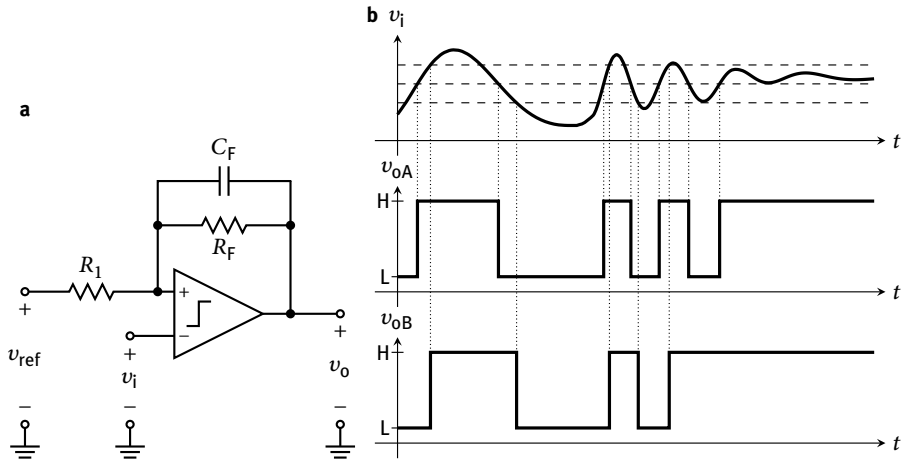 a
C_F
R_F
R_1
+
−
+
+
+
v_ref
v_i
v_o
−
−
−
b
v_i
t
v_oA
H
L
t
v_oB
H
L
t